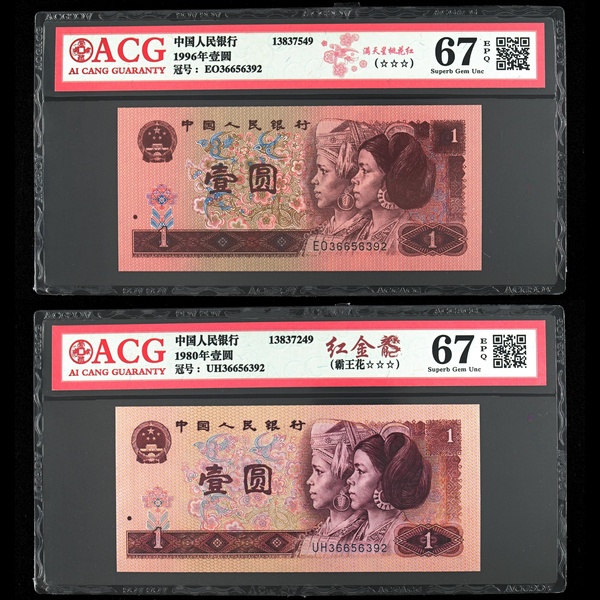 ACG
AI CANG GUARANTY
中国人民银行 13837549
1996年壹圆
冠号：EO36656392
满天星桃花红
(☆☆☆)
67 EPQ
Superb Gem Unc
中国人民银行
1
壹圆
EO36656392
1
1
ACG
AI CANG GUARANTY
中国人民银行 13837249
1980年壹圆
冠号：UH36656392
红金龍
(霸王花☆☆☆)
67 EPQ
Superb Gem Unc
中国人民银行
1
壹圆
UH36656392
1
1